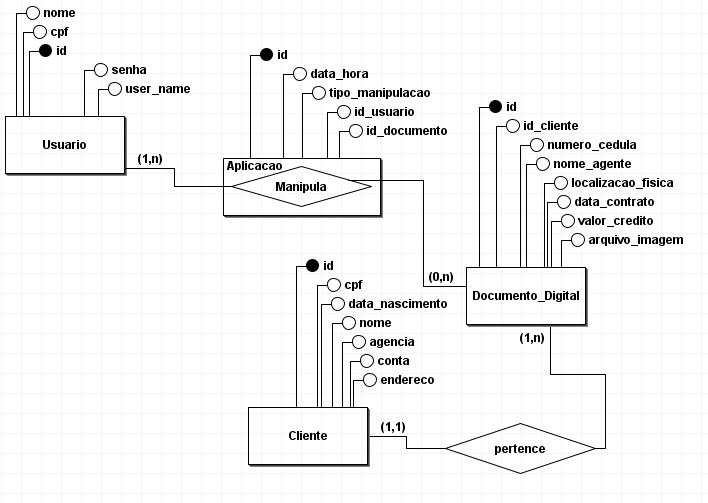 nome
cpf
id
senha
user_name
Usuario
(1,n)
id
data_hora
tipo_manipulacao
id_usuario
id_documento
Aplicacao
Manipula
id
id_cliente
numero_cedula
nome_agente
localizacao_fisica
data_contrato
valor_credito
arquivo_imagem
(0,n)
Documento_Digital
(1,n)
id
cpf
data_nascimento
nome
agencia
conta
endereco
Cliente
(1,1)
pertence